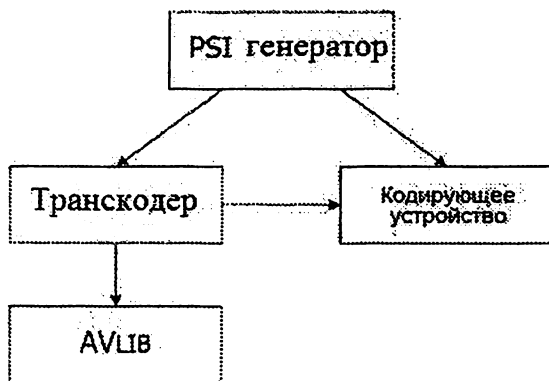 PSI генератор
Транскодер
Кодирующее
устройство
AVLIB